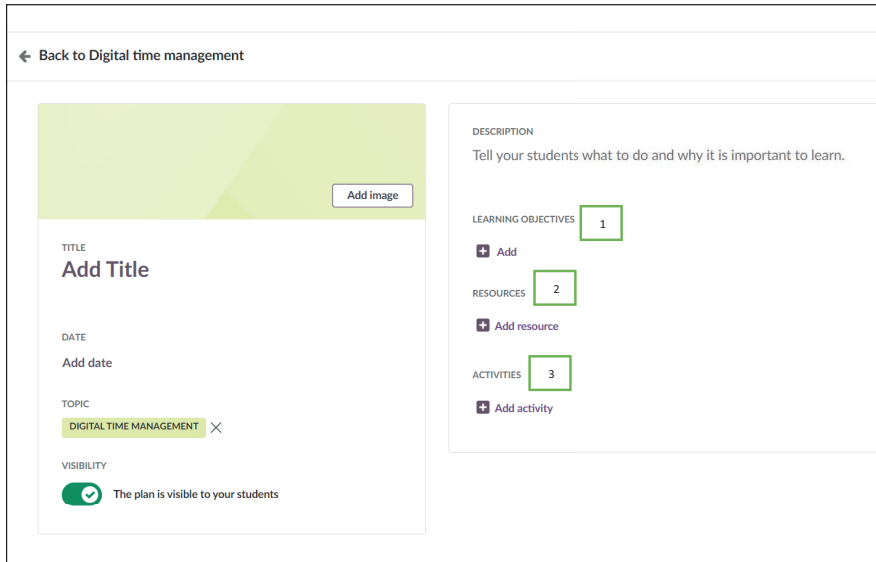 Back to Digital time management
Add image
TITLE
Add Title
DATE
Add date
TOPIC
DIGITAL TIME MANAGEMENT
VISIBILITY
The plan is visible to your students
DESCRIPTION
Tell your students what to do and why it is important to learn.
LEARNING OBJECTIVES 1
Add
RESOURCES 2
Add resource
ACTIVITIES 3
Add activity